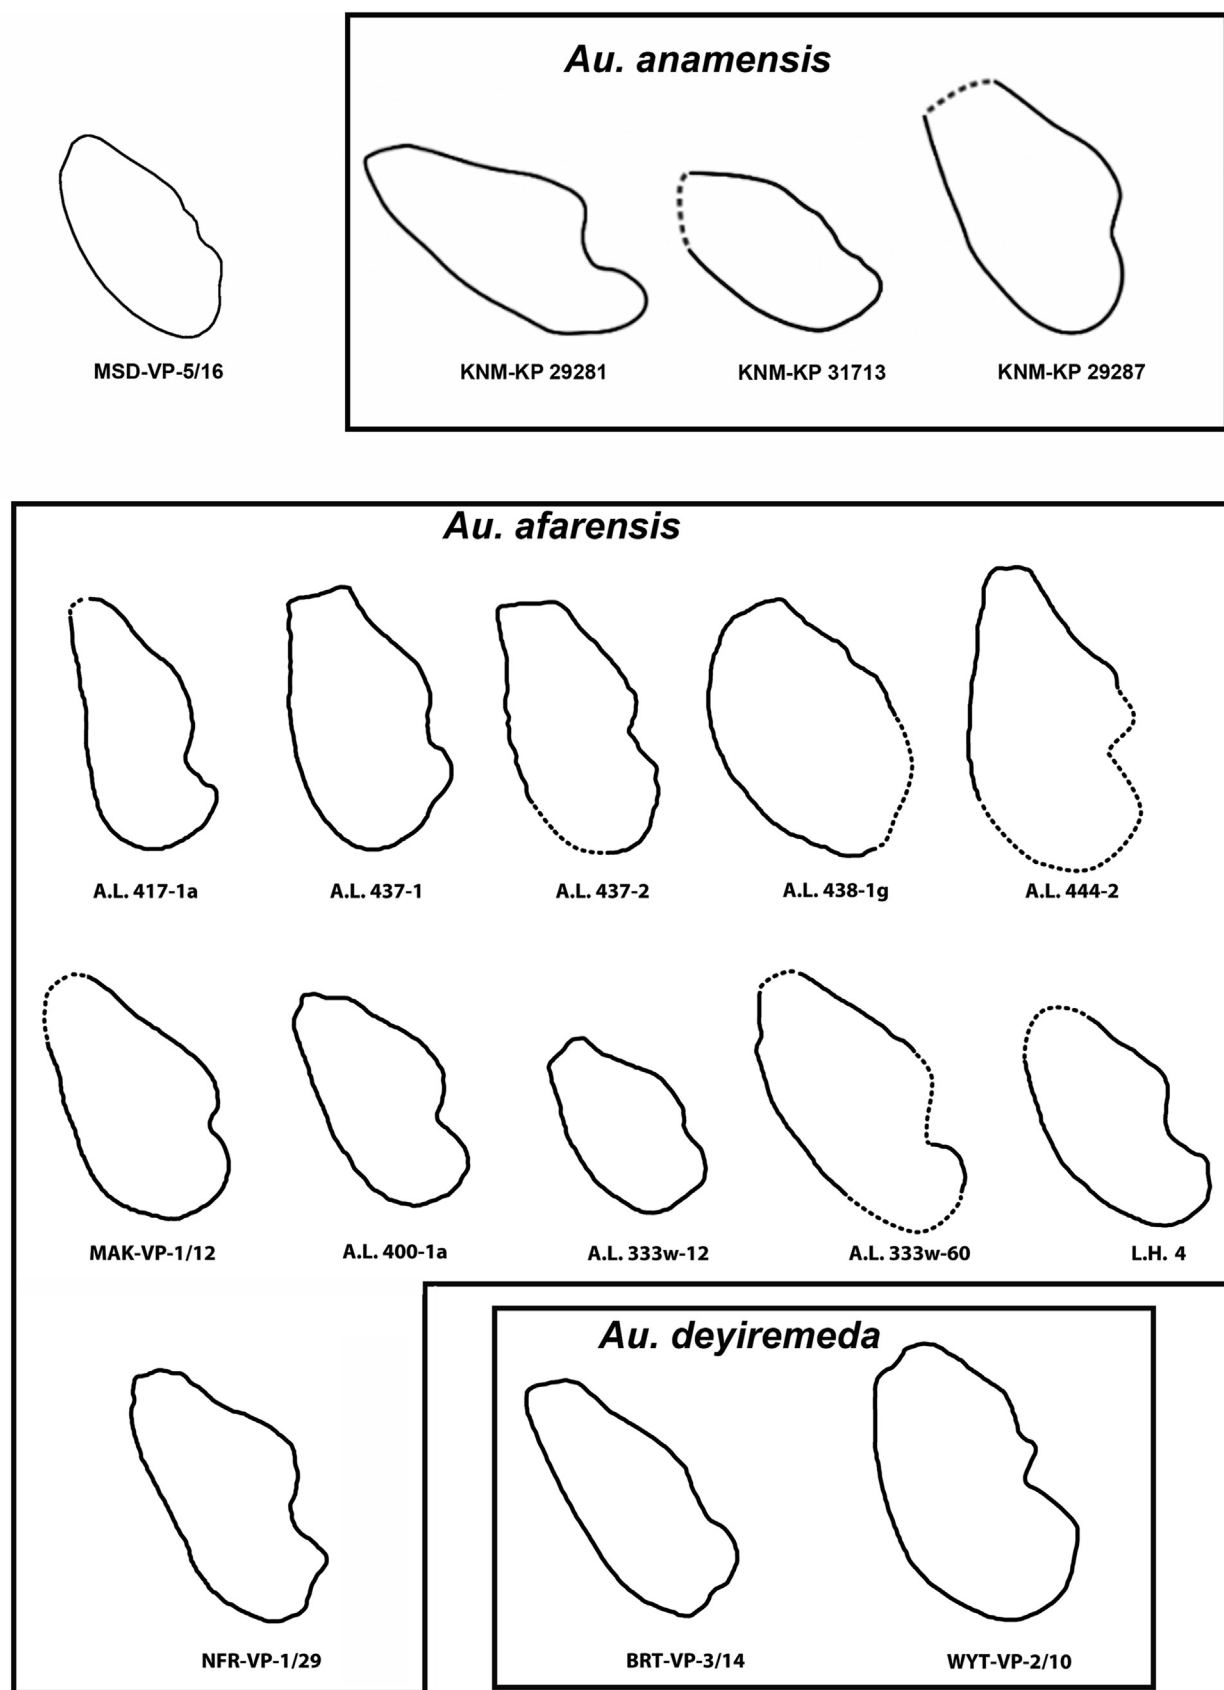 Au. anamensis
MSD-VP-5/16
KNM-KP 29281
KNM-KP 31713
KNM-KP 29287
Au. afarensis
A.L. 417-1a
A.L. 437-1
A.L. 437-2
A.L. 438-1g
A.L. 444-2
MAK-VP-1/12
A.L. 400-1a
A.L. 333w-12
A.L. 333w-60
L.H. 4
Au. deyiremeda
NFR-VP-1/29
BRT-VP-3/14
WYT-VP-2/10